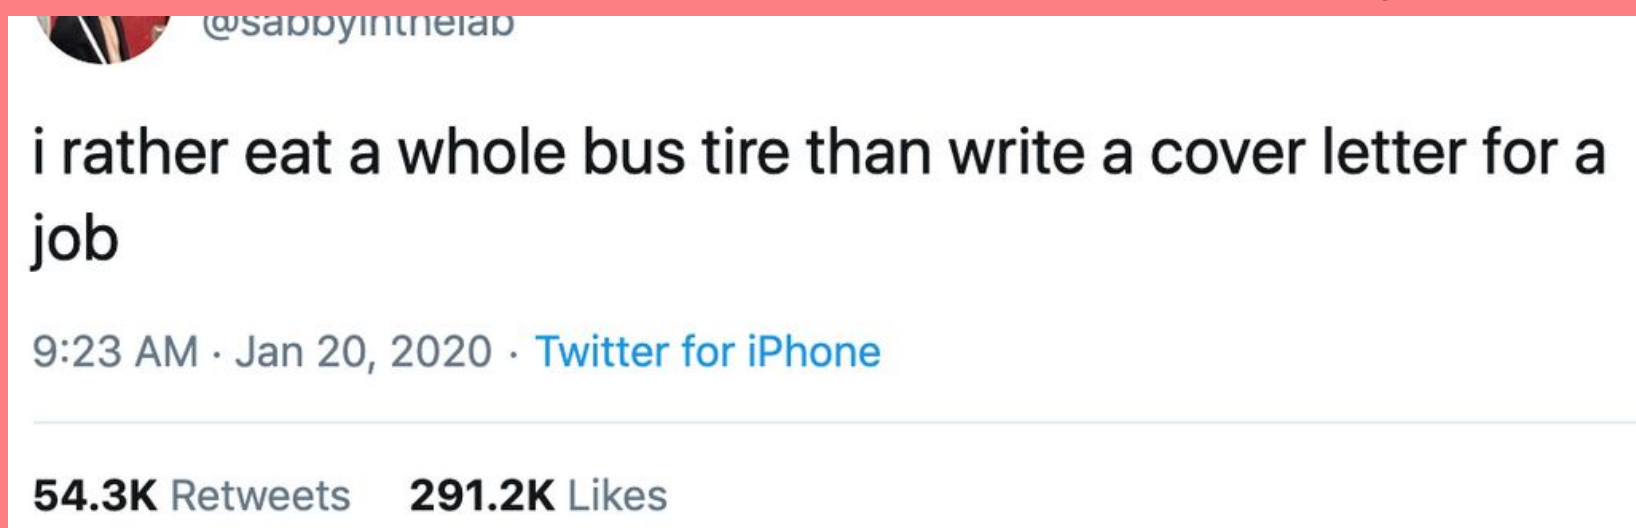 @sabbyinthelab
i rather eat a whole bus tire than write a cover letter for a
job
9:23 AM · Jan 20, 2020 · Twitter for iPhone
54.3K Retweets 291.2K Likes